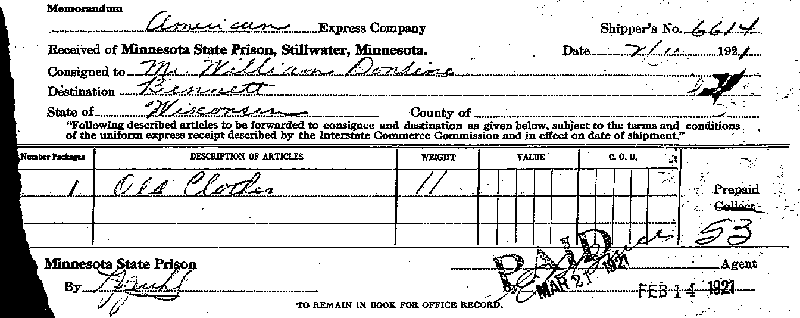 Memorandum
American Express Company Shipper's No. 6614
Received of Minnesota State Prison, Stillwater, Minnesota. Date 2/11 1921
Consigned to Mr. William
Destination Bennett
State of Wisconsin County of
"Following described articles to be forwarded to consignee and destination as given below, subject to the terms and conditions
of the uniform express receipt described by the Interstate Commerce Commission and in effect on date of shipment."
Number Packages DESCRIPTION OF ARTICLES WEIGHT VALUE C. O. D.
1 Old Clothes 11 Prepaid
Collect
53
PAID
MAR 21 1921
Minnesota State Prison Agent
By
FEB 14 1921
TO REMAIN IN BOOK FOR OFFICE RECORD.